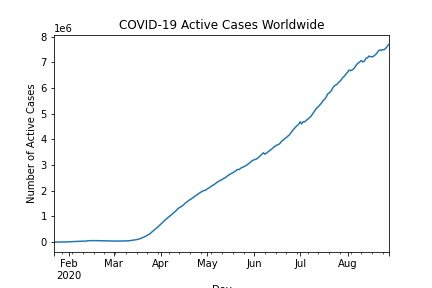 COVID-19 Active Cases Worldwide
1e6
8
7
6
5
4
3
2
1
0
Number of Active Cases
Feb
2020
Mar
Apr
May
Jun
Jul
Aug